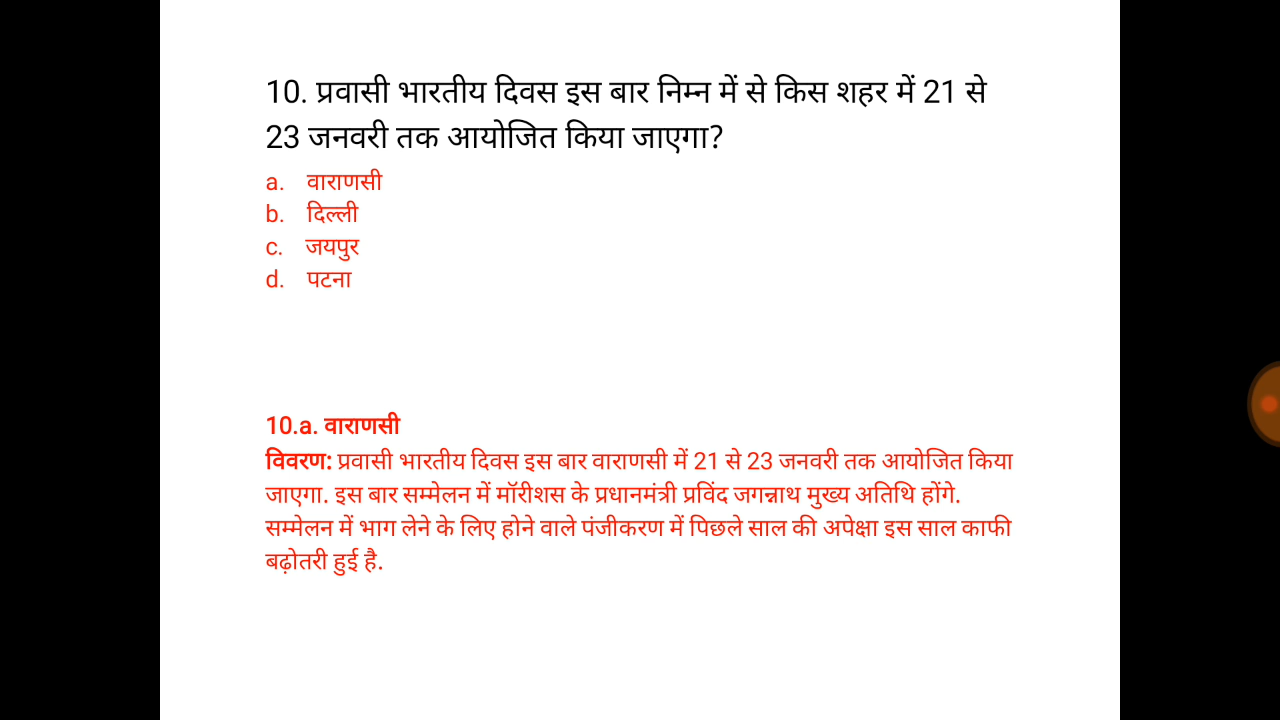 10. प्रवासी भारतीय दिवस इस बार निम्न में से किस शहर में 21 से
23 जनवरी तक आयोजित किया जाएगा?
a. वाराणसी
b. दिल्ली
c. जयपुर
d. पटना
10.a. वाराणसी
विवरण: प्रवासी भारतीय दिवस इस बार वाराणसी में 21 से 23 जनवरी तक आयोजित किया
जाएगा. इस बार सम्मेलन में मॉरीशस के प्रधानमंत्री प्रविंद जगन्नाथ मुख्य अतिथि होंगे.
सम्मेलन में भाग लेने के लिए होने वाले पंजीकरण में पिछले साल की अपेक्षा इस साल काफी
बढ़ोतरी हुई है.